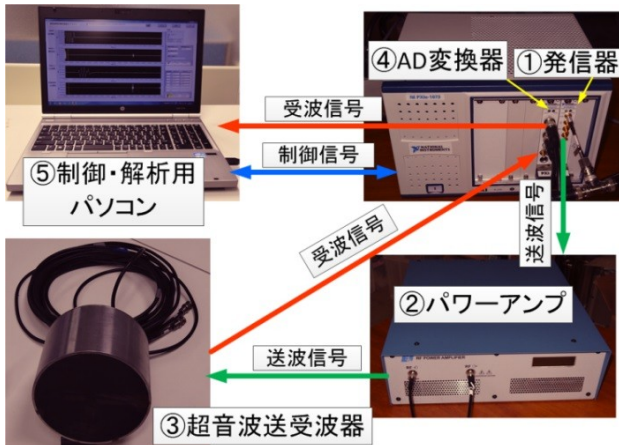 ④AD変換器
①発信器
受波信号
制御信号
⑤制御・解析用
パソコン
受波信号
送波信号
NATIONAL
INSTRUMENTS
②パワーアンプ
送波信号
③超音波送受波器